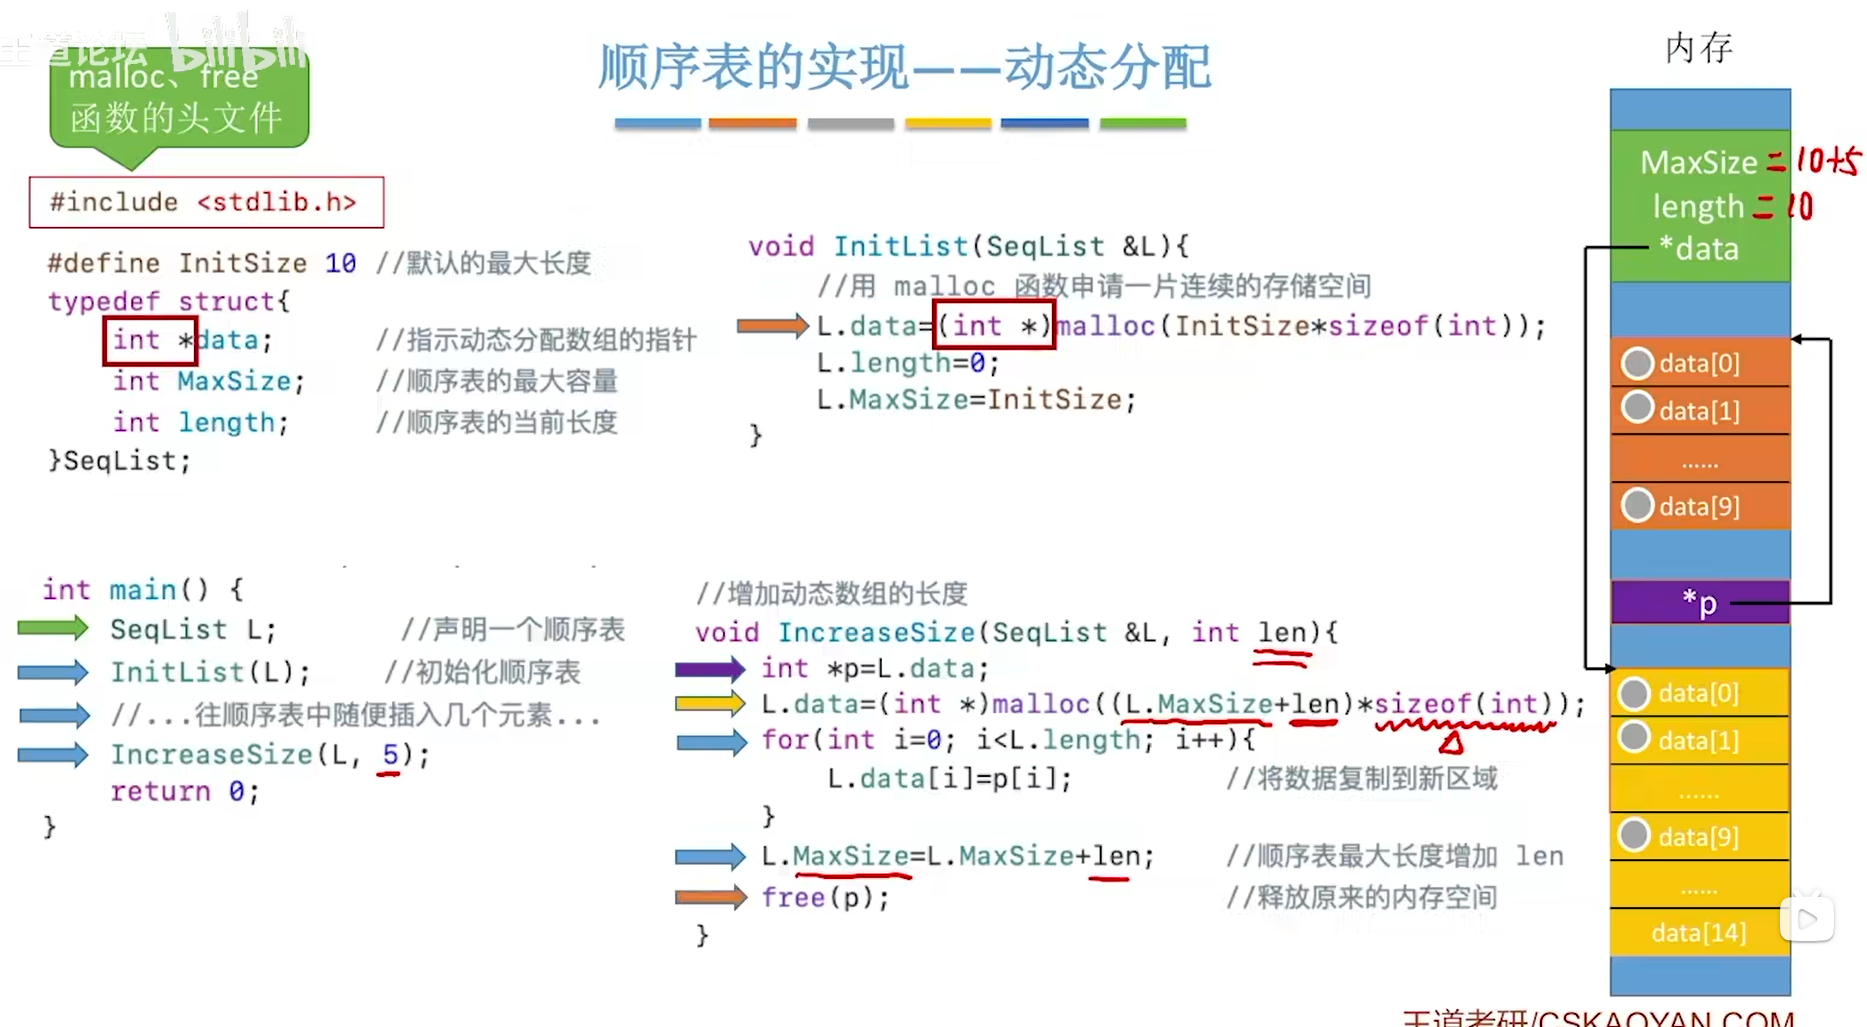 王道论坛 bilibili
malloc、free
函数的头文件
顺序表的实现——动态分配
#include <stdlib.h>
#define InitSize 10 //默认的最大长度
typedef struct{
int *data; //指示动态分配数组的指针
int MaxSize; //顺序表的最大容量
int length; //顺序表的当前长度
}SeqList;
void InitList(SeqList &L){
//用 malloc 函数申请一片连续的存储空间
L.data=(int *)malloc(InitSize*sizeof(int));
L.length=0;
L.MaxSize=InitSize;
}
int main() {
SeqList L; //声明一个顺序表
InitList(L); //初始化顺序表
//...往顺序表中随便插入几个元素...
IncreaseSize(L, 5);
return 0;
}
//增加动态数组的长度
void IncreaseSize(SeqList &L, int len){
int *p=L.data;
L.data=(int *)malloc((L.MaxSize+len)*sizeof(int));
for(int i=0; i<L.length; i++){
L.data[i]=p[i]; //将数据复制到新区域
}
L.MaxSize=L.MaxSize+len; //顺序表最大长度增加 len
free(p); //释放原来的内存空间
}
内存
MaxSize =10+5
length =10
*data
data[0]
data[1]
......
data[9]
*p
data[0]
data[1]
......
data[9]
......
data[14]
王道考研/CSKAOYAN.COM